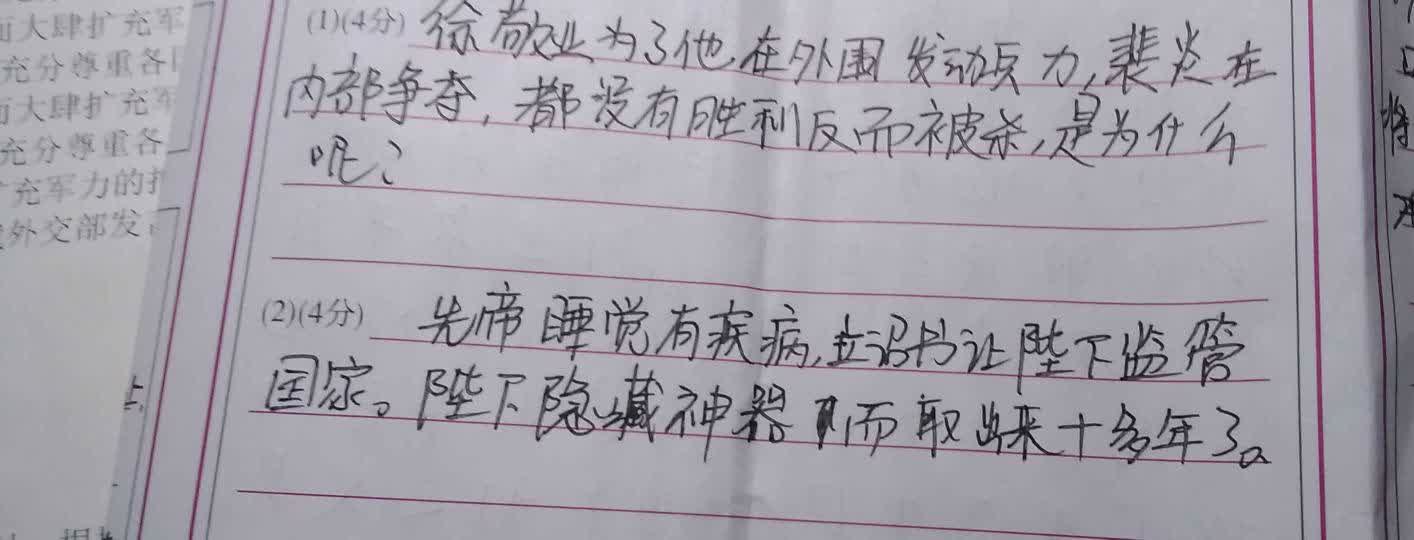 而大肆扩充军
充分尊重各
而大肆扩充军
充分尊重各
扩充军力的
外交部发
(1)(4分) 徐敬业为了他在外围发动兵力,裴炎在
内部争夺,都没有胜利反而被杀,是为什么
呢?
(2)(4分) 先帝睡觉有疾病,立诏书让陛下监管
国家。陛下隐藏神器 而取出来十多年了。